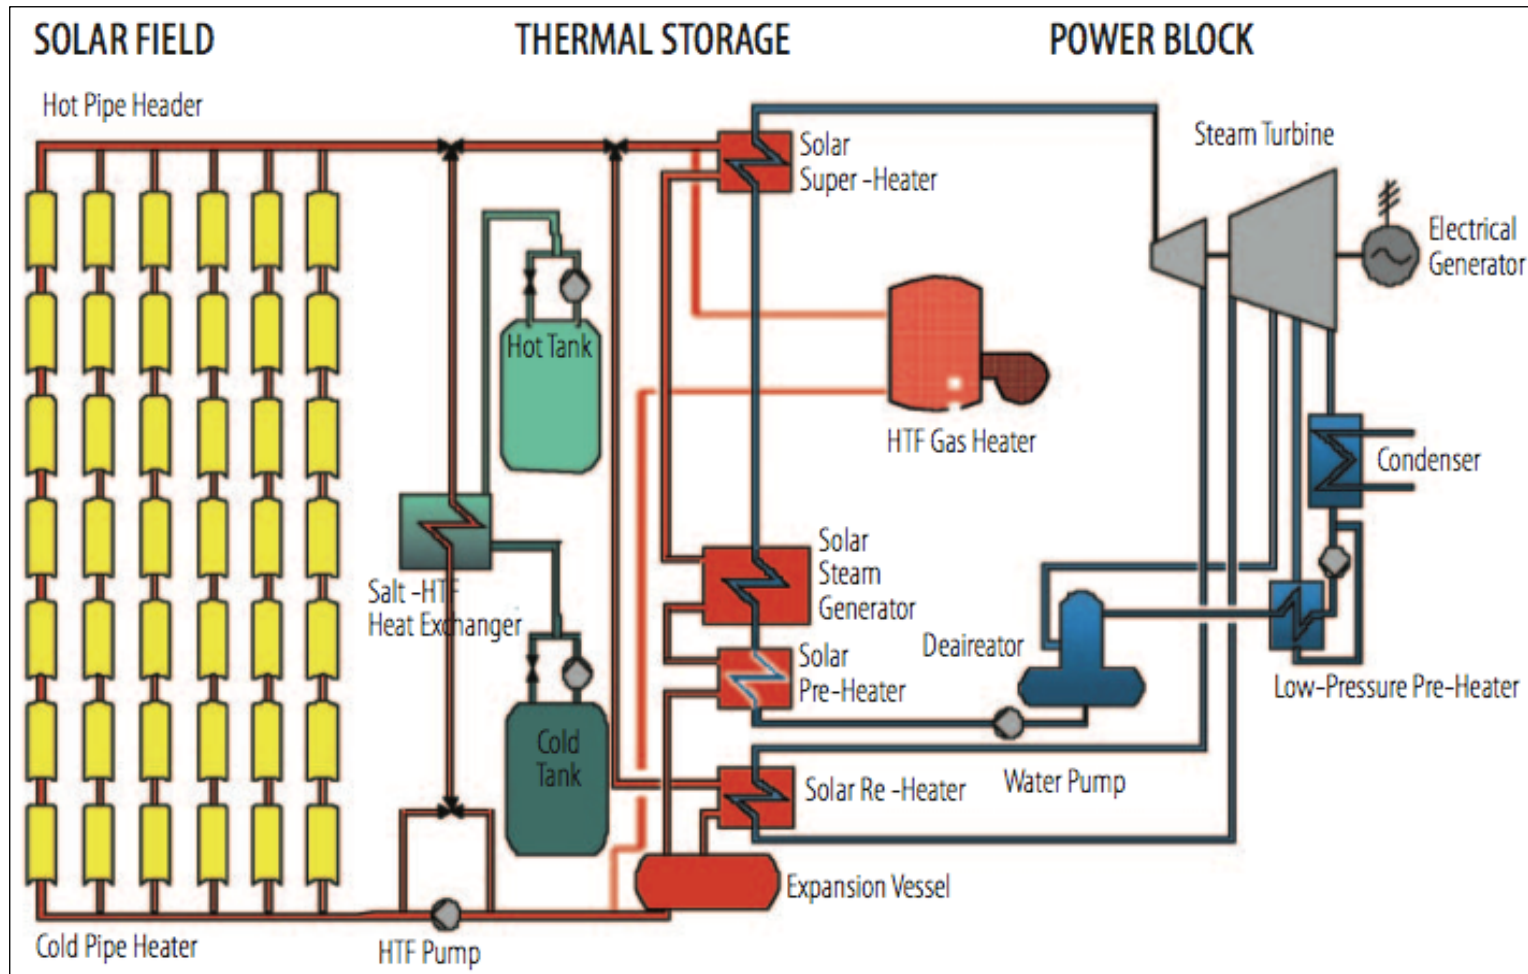 SOLAR FIELD
THERMAL STORAGE
POWER BLOCK
Hot Pipe Header
Solar
Super -Heater
Steam Turbine
Electrical
Generator
Hot Tank
HTF Gas Heater
Condenser
Salt -HTF
Heat Exchanger
Solar
Steam
Generator
Deaireator
Solar
Pre-Heater
Low-Pressure Pre-Heater
Cold
Tank
Solar Re -Heater
Water Pump
Expansion Vessel
Cold Pipe Heater
HTF Pump